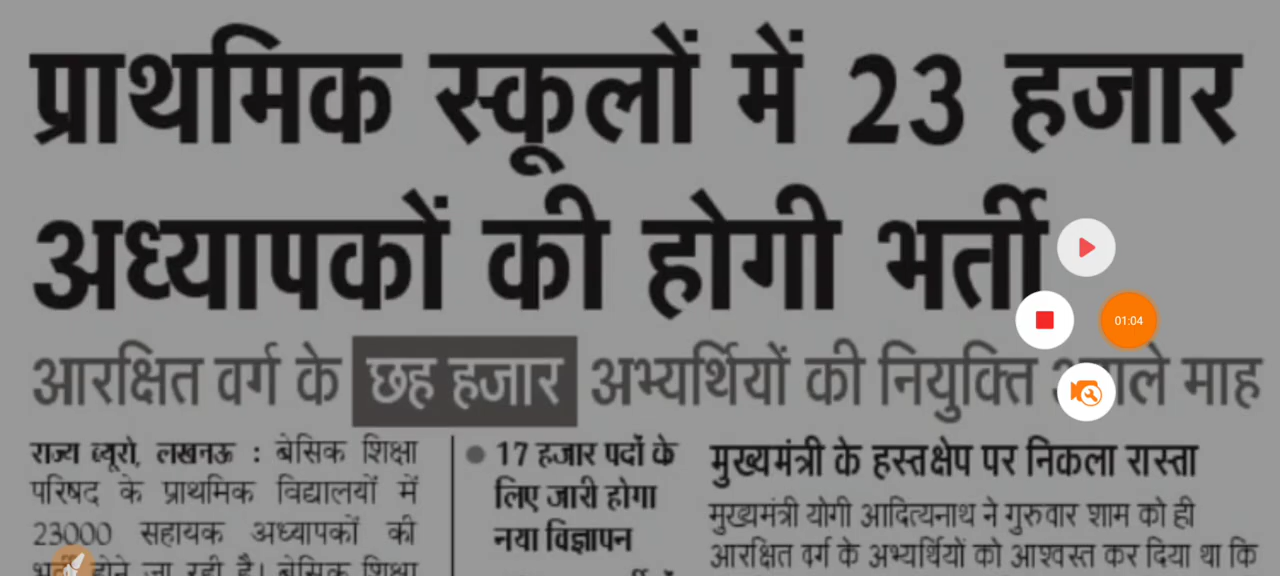 प्राथमिक स्कूलों में 23 हजार
अध्यापकों की होगी भर्ती
आरक्षित वर्ग के छह हजार अभ्यर्थियों की नियुक्ति माह
राज्य ब्यूरो, लखनऊ : बेसिक शिक्षा
परिषद के प्राथमिक विद्यालयों में
23000 सहायक अध्यापकों की
होने जा रही है। बेसिक शिक्षा
● 17 हजार पदों के
लिए जारी होगा
नया विज्ञापन
मुख्यमंत्री के हस्तक्षेप पर निकला रास्ता
मुख्यमंत्री योगी आदित्यनाथ ने गुरुवार शाम को ही
आरक्षित वर्ग के अभ्यर्थियों को आश्वस्त कर दिया था कि
01:04